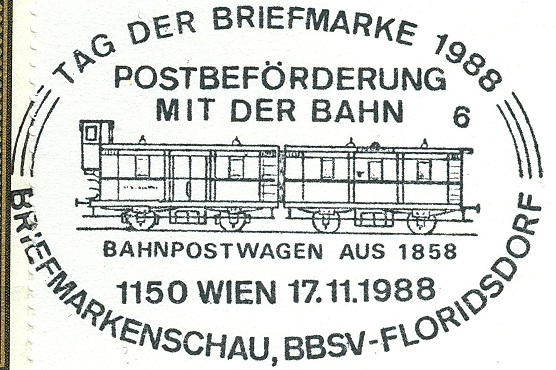 TAG DER BRIEFMARKE 1988
POSTBEFÖRDERUNG
MIT DER BAHN
6
BAHNPOSTWAGEN AUS 1858
1150 WIEN 17.11.1988
BRIEFMARKENSCHAU, BBSV-FLORIDSDORF